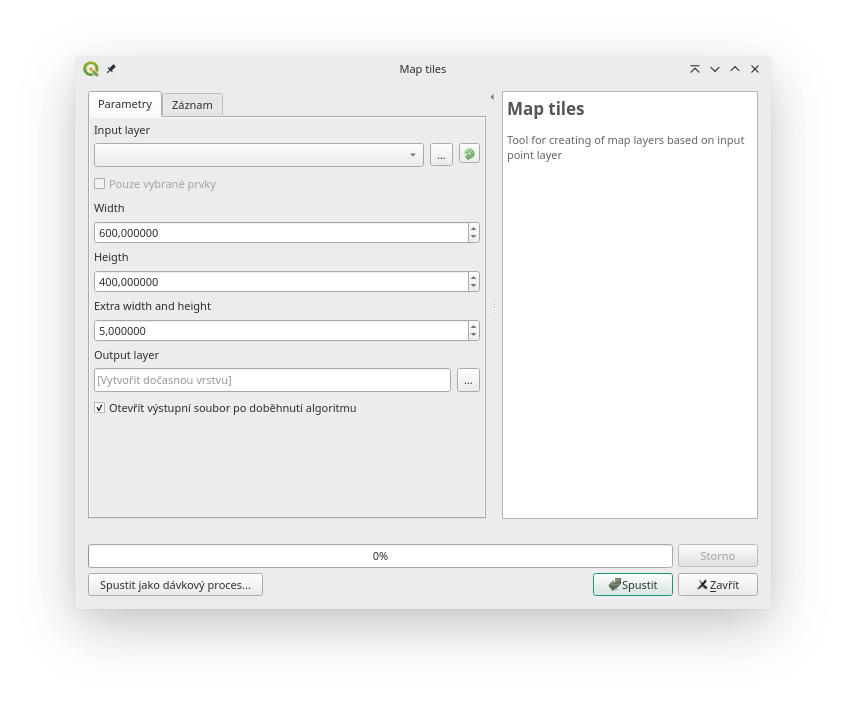 Map tiles
Parametry
Záznam
Input layer
...
Pouze vybrané prvky
Width
600,000000
Heigth
400,000000
Extra width and height
5,000000
Output layer
[Vytvořit dočasnou vrstvu]
...
Otevřít výstupní soubor po doběhnutí algoritmu
Map tiles
Tool for creating of map layers based on input
point layer
0%
Storno
Spustit jako dávkový proces...
Spustit
Zavřít